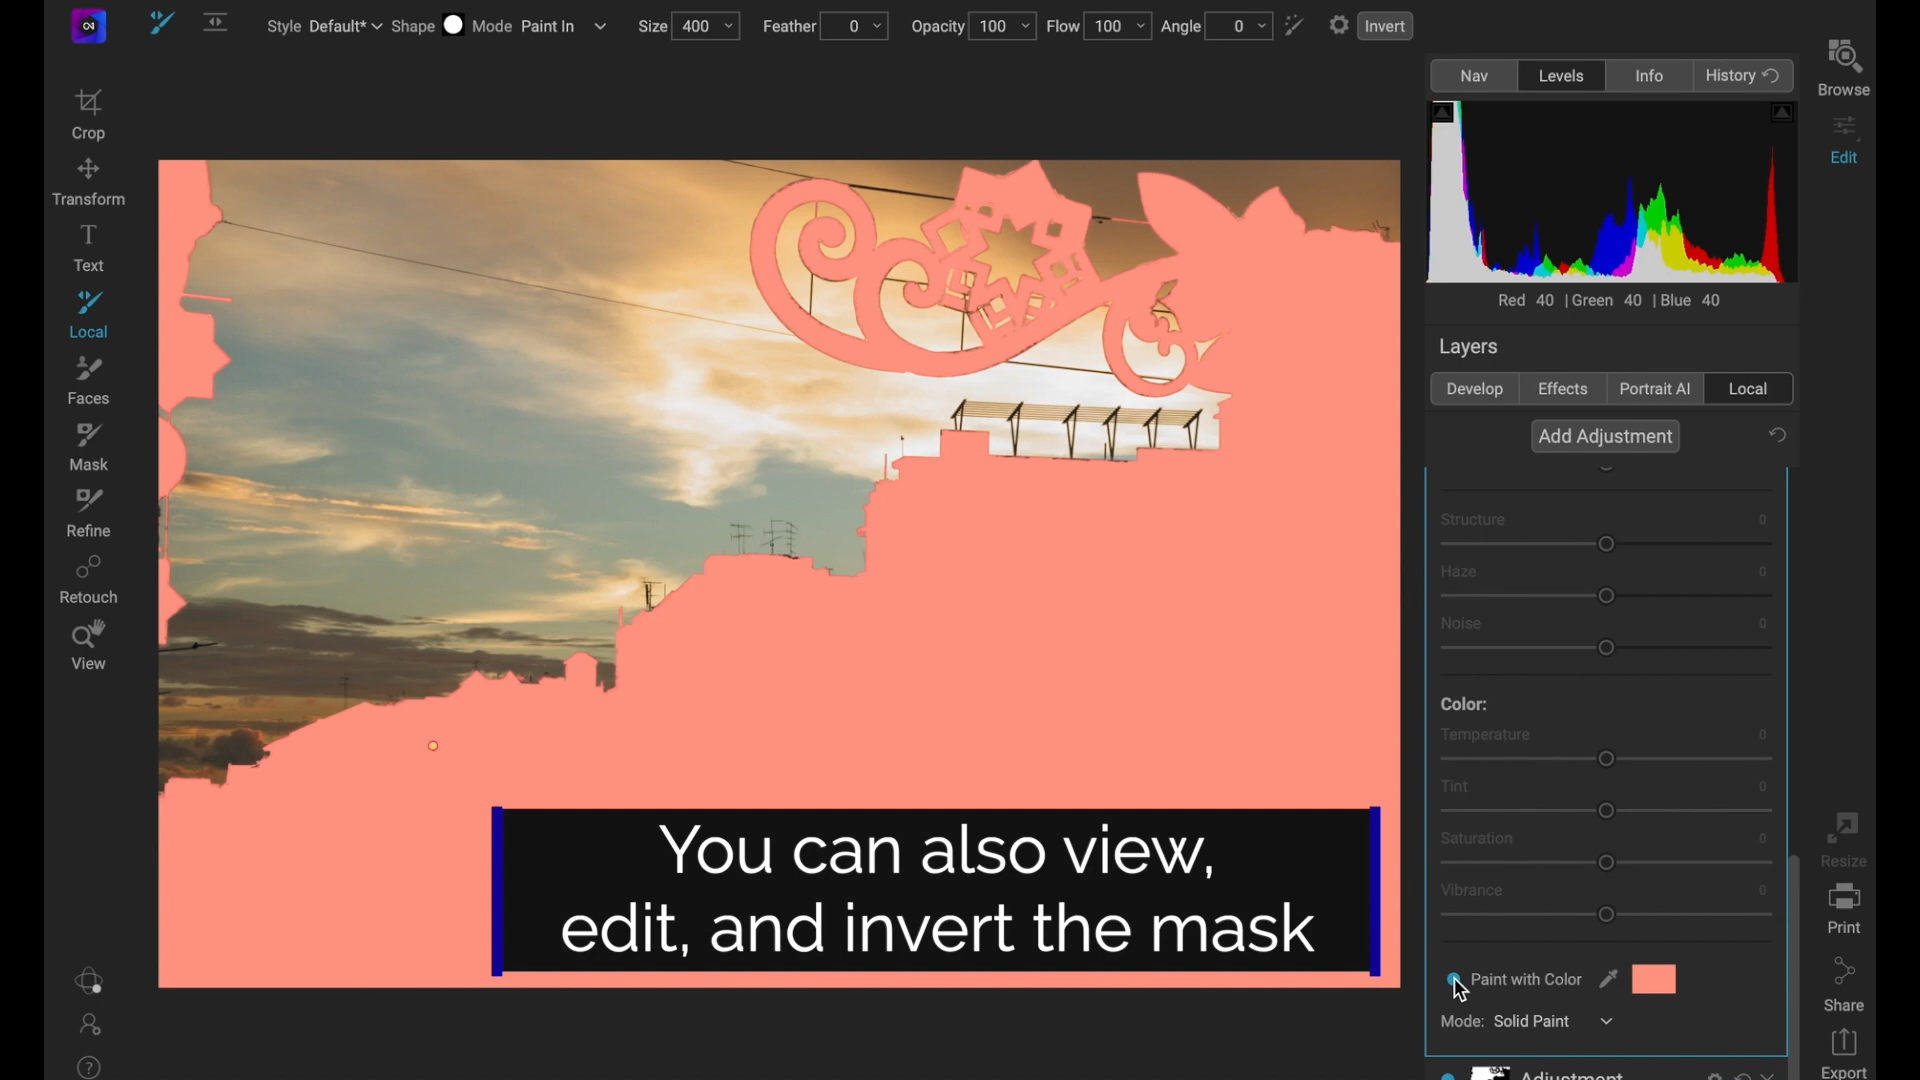 Style Default* Shape Mode Paint In Size 400 Feather 0 Opacity 100 Flow 100 Angle 0 Invert
Nav Levels Info History
Browse
Edit
Crop
Transform
Text
Local
Faces
Mask
Refine
Retouch
View
Red 40 | Green 40 | Blue 40
Layers
Develop Effects Portrait AI Local
Add Adjustment
Structure 0
Haze 0
Noise 0
Color:
Temperature 0
Tint 0
Saturation 0
Vibrance 0
Paint with Color
Mode: Solid Paint
Adjustment
Resize
Print
Share
Export
You can also view,
edit, and invert the mask
?